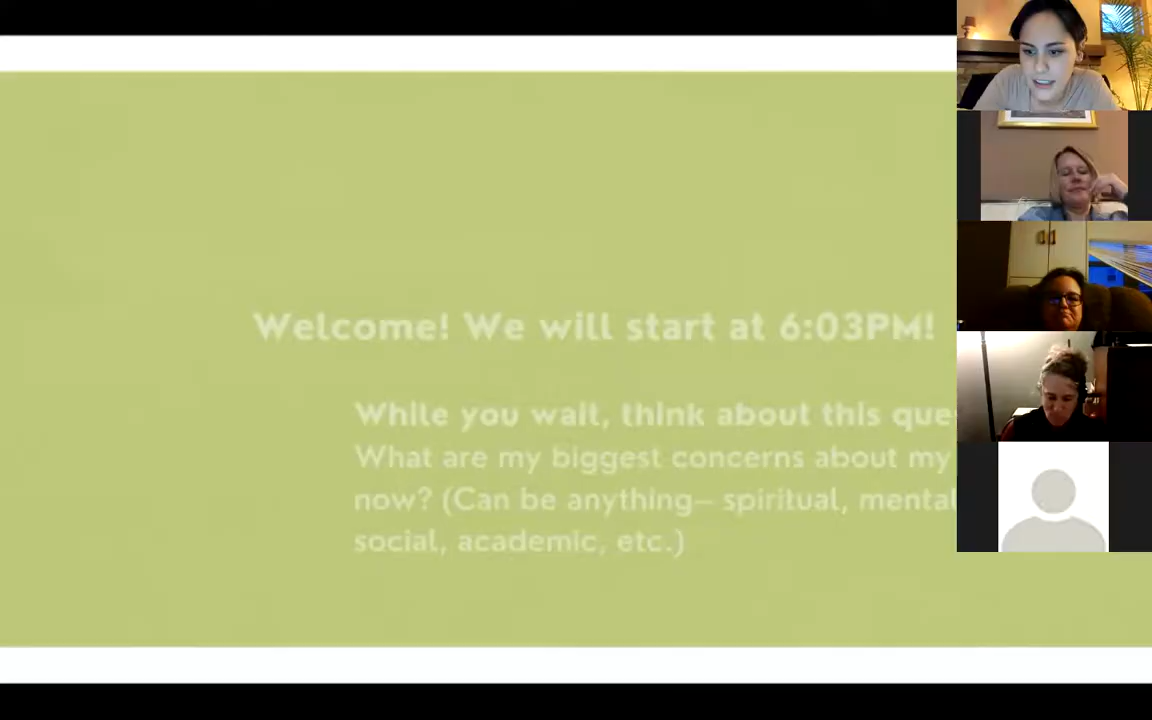 Welcome! We will start at 6:03PM!
While you wait, think about this
What are my biggest concerns about my
now? (Can be anything– spiritual, mental
social, academic, etc.)